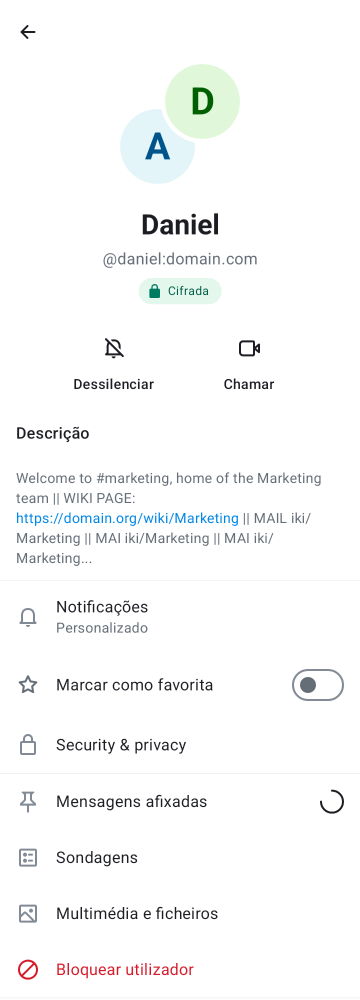 D
A
Daniel
@daniel:domain.com
Cifrada
Dessilenciar
Chamar
Descrição
Welcome to #marketing, home of the Marketing
team || WIKI PAGE:
https://domain.org/wiki/Marketing || MAIL iki/
Marketing || MAI iki/Marketing || MAI iki/
Marketing...
Notificações
Personalizado
Marcar como favorita
Security & privacy
Mensagens afixadas
Sondagens
Multimédia e ficheiros
Bloquear utilizador